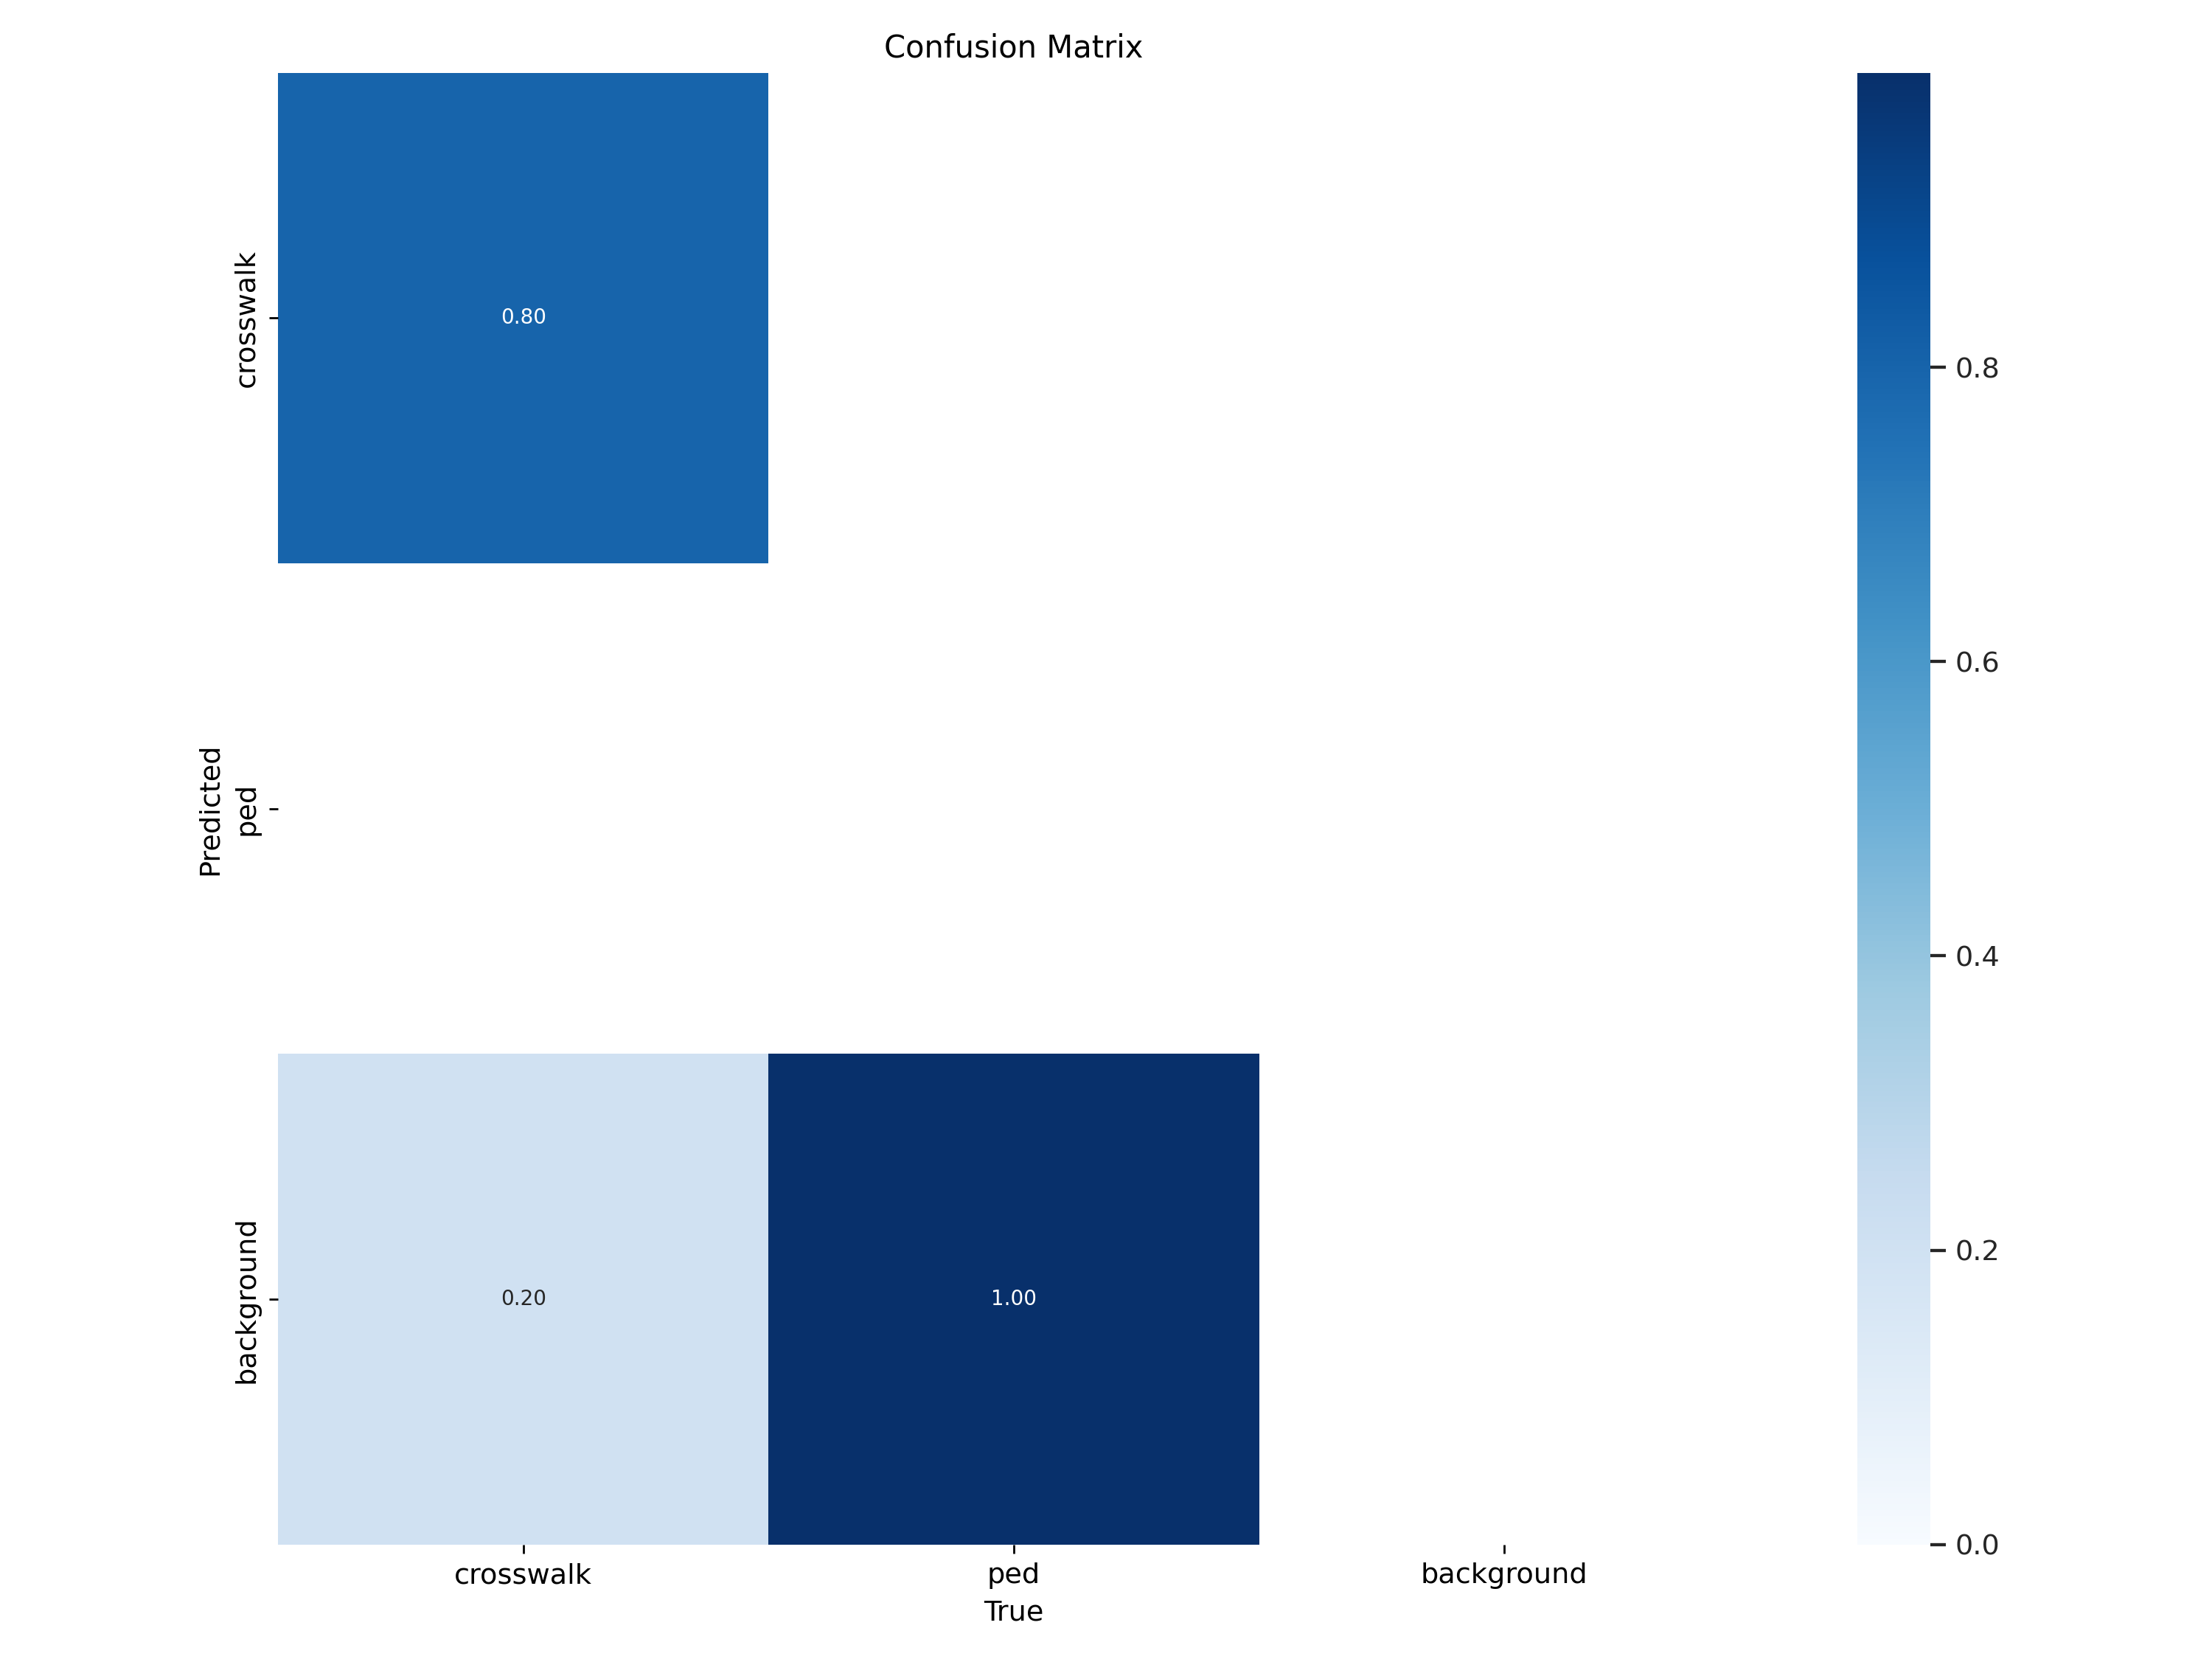 Confusion Matrix
crosswalk
0.80
Predicted
ped
background
0.20
1.00
crosswalk
ped
background
True
0.8
0.6
0.4
0.2
0.0